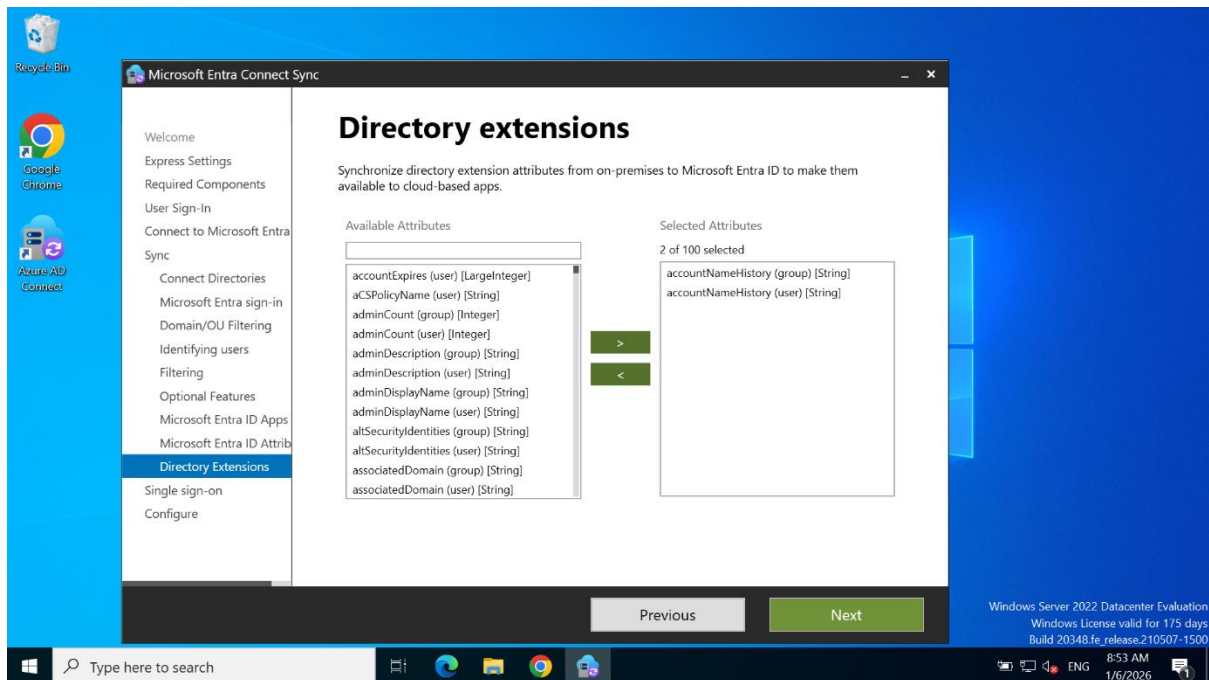 Recycle Bin
Google
Chrome
Azure AD
Connect
Microsoft Entra Connect Sync
Welcome
Express Settings
Required Components
User Sign-In
Connect to Microsoft Entra
Sync
Connect Directories
Microsoft Entra sign-in
Domain/OU Filtering
Identifying users
Filtering
Optional Features
Microsoft Entra ID Apps
Microsoft Entra ID Attrib
Directory Extensions
Single sign-on
Configure
Directory extensions
Synchronize directory extension attributes from on-premises to Microsoft Entra ID to make them
available to cloud-based apps.
Available Attributes
accountExpires (user) [LargeInteger]
aCSPolicyName (user) [String]
adminCount (group) [Integer]
adminCount (user) [Integer]
adminDescription (group) [String]
adminDescription (user) [String]
adminDisplayName (group) [String]
adminDisplayName (user) [String]
altSecurityIdentities (group) [String]
altSecurityIdentities (user) [String]
associatedDomain (group) [String]
associatedDomain (user) [String]
>
<
Selected Attributes
2 of 100 selected
accountNameHistory (group) [String]
accountNameHistory (user) [String]
Previous
Next
Windows Server 2022 Datacenter Evaluation
Windows License valid for 175 days
Build 20348.fe_release.210507-1500
Type here to search
ENG
8:53 AM
1/6/2026
1